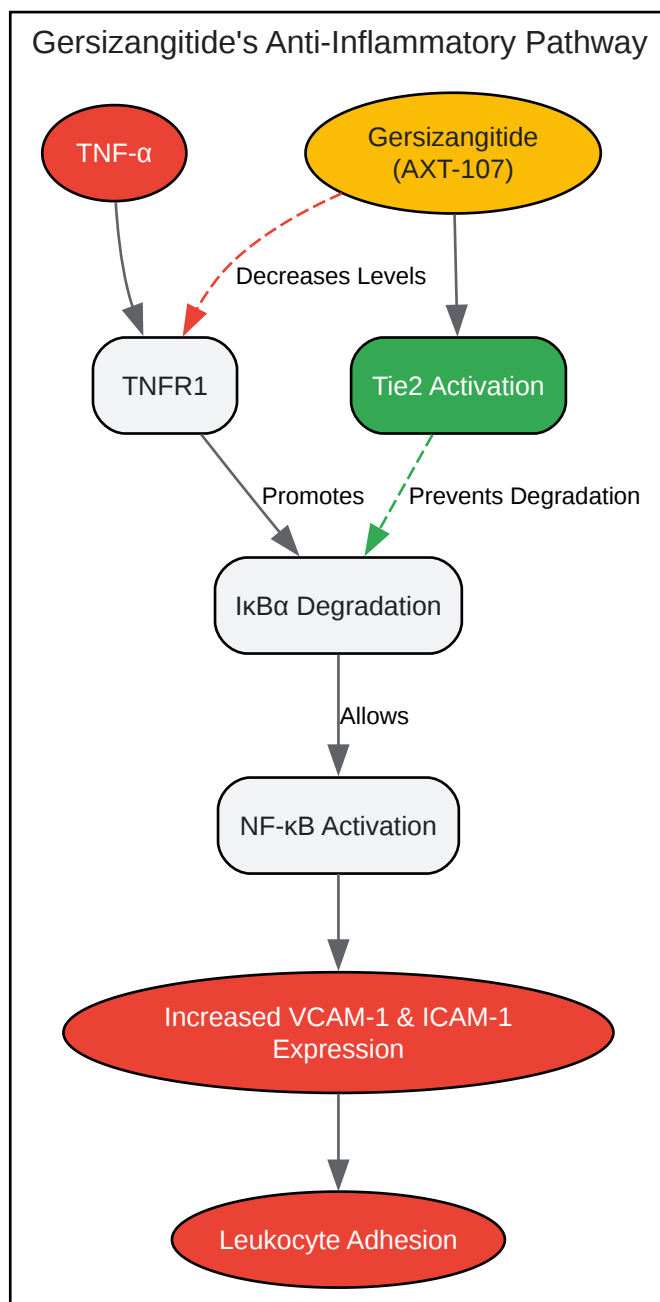 Gersizangitide's Anti-Inflammatory Pathway
TNF-α
Gersizangitide
(AXT-107)
Decreases Levels
TNFR1
Tie2 Activation
Promotes
Prevents Degradation
IκBα Degradation
Allows
NF-κB Activation
Increased VCAM-1 & ICAM-1
Expression
Leukocyte Adhesion